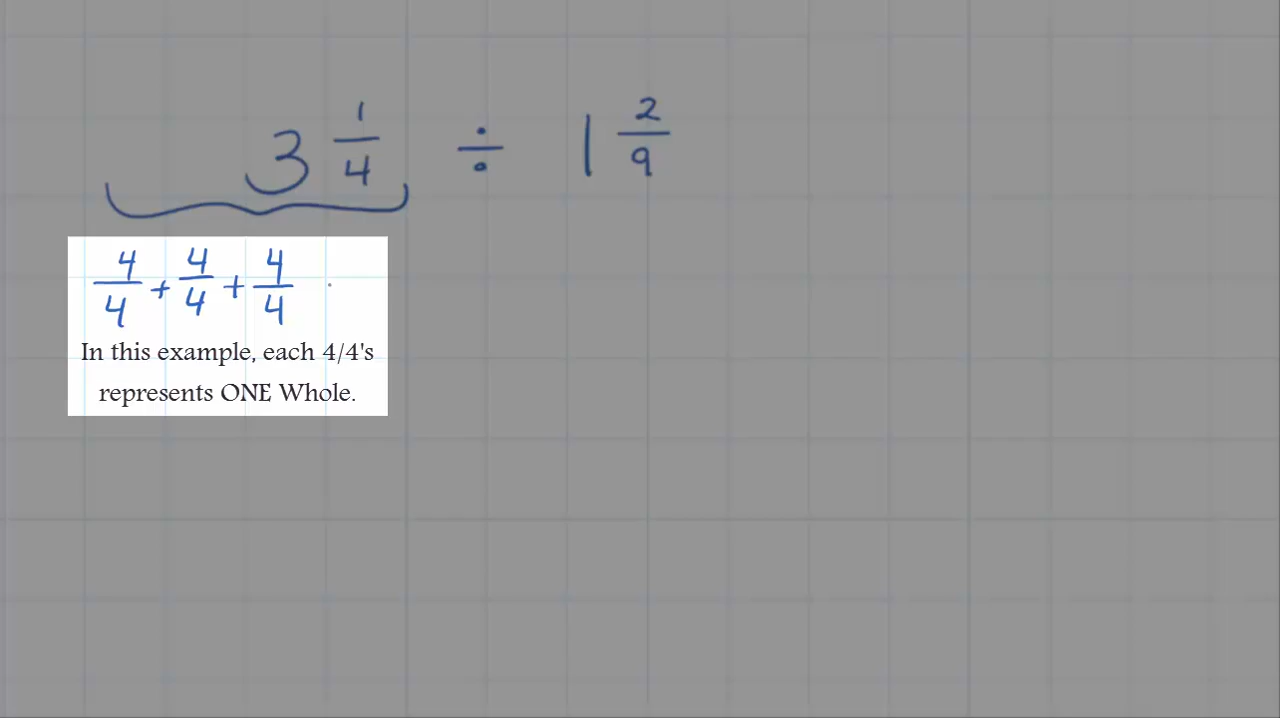 3 1/4 ÷ 1 2/9
4/4 + 4/4 + 4/4
In this example, each 4/4's
represents ONE Whole.